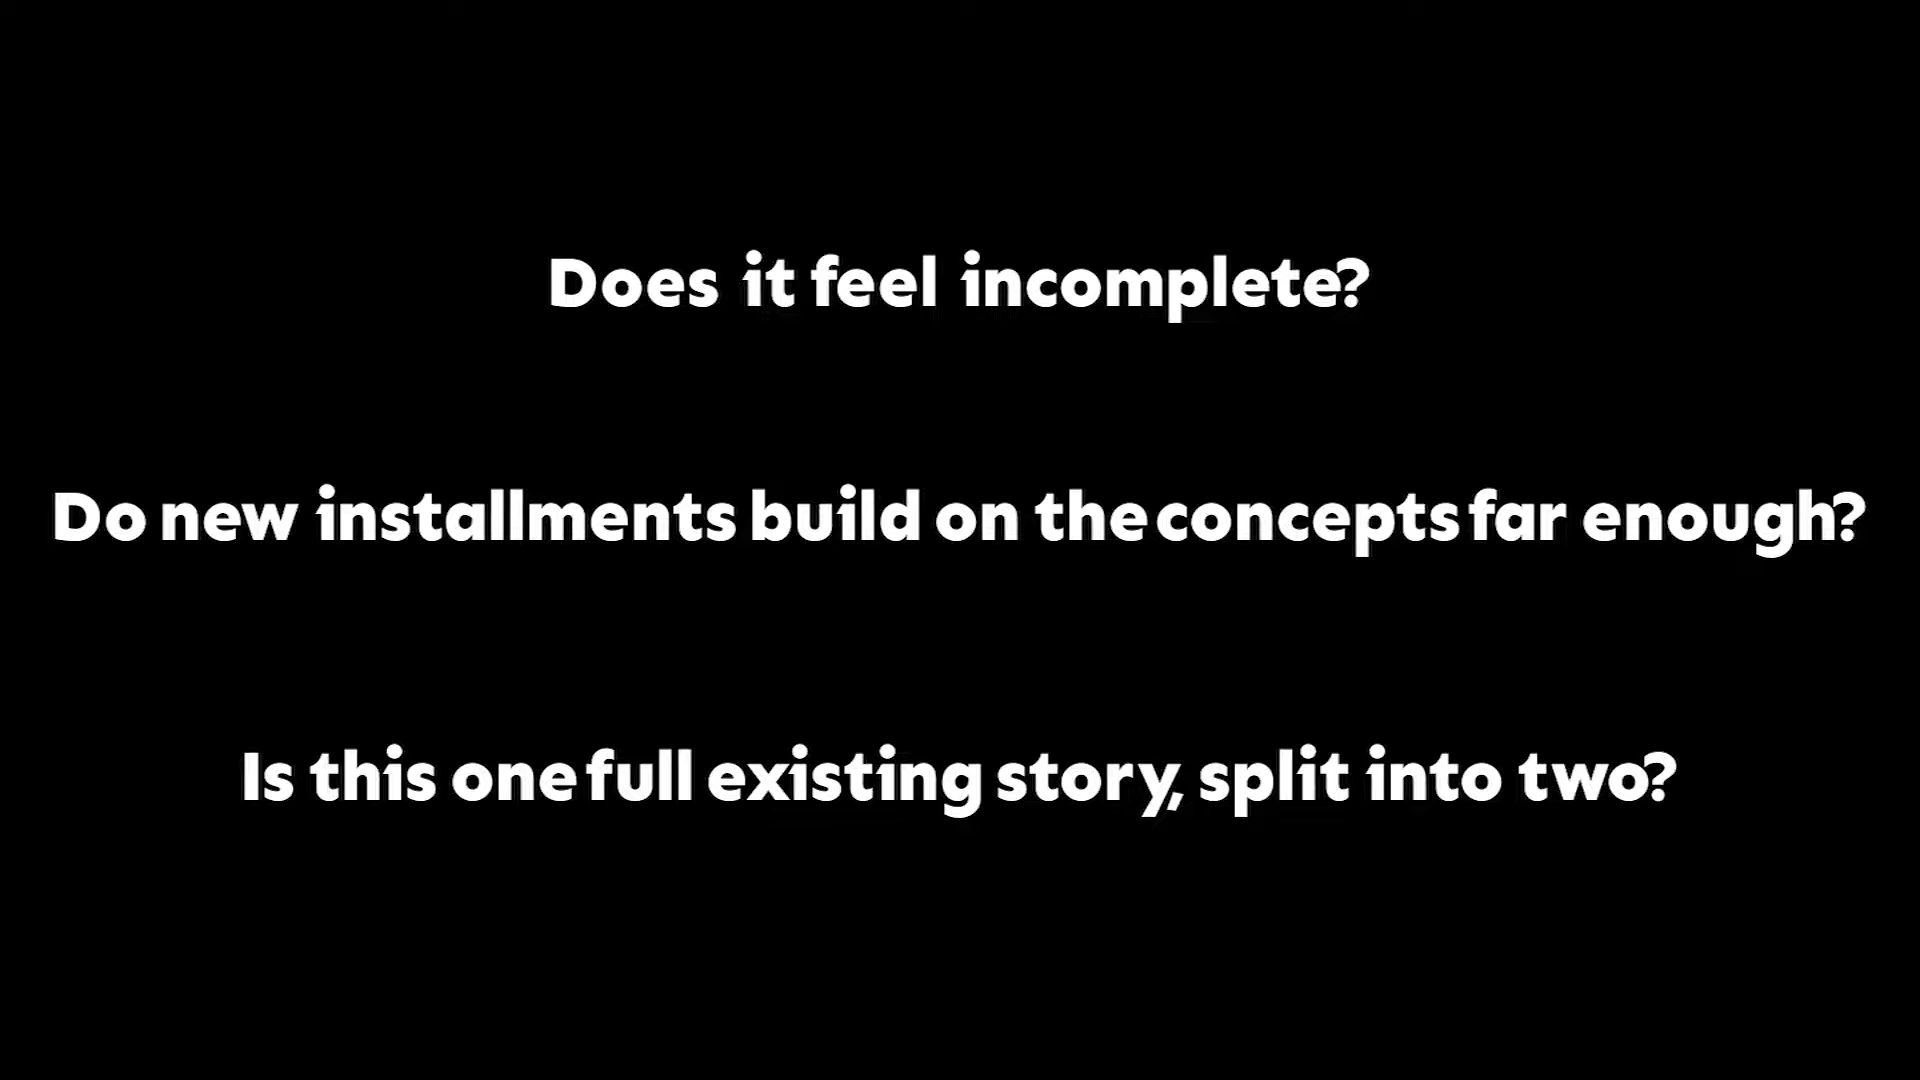 Does it feel incomplete?
Do new installments build on the concepts far enough?
Is this one full existing story, split into two?